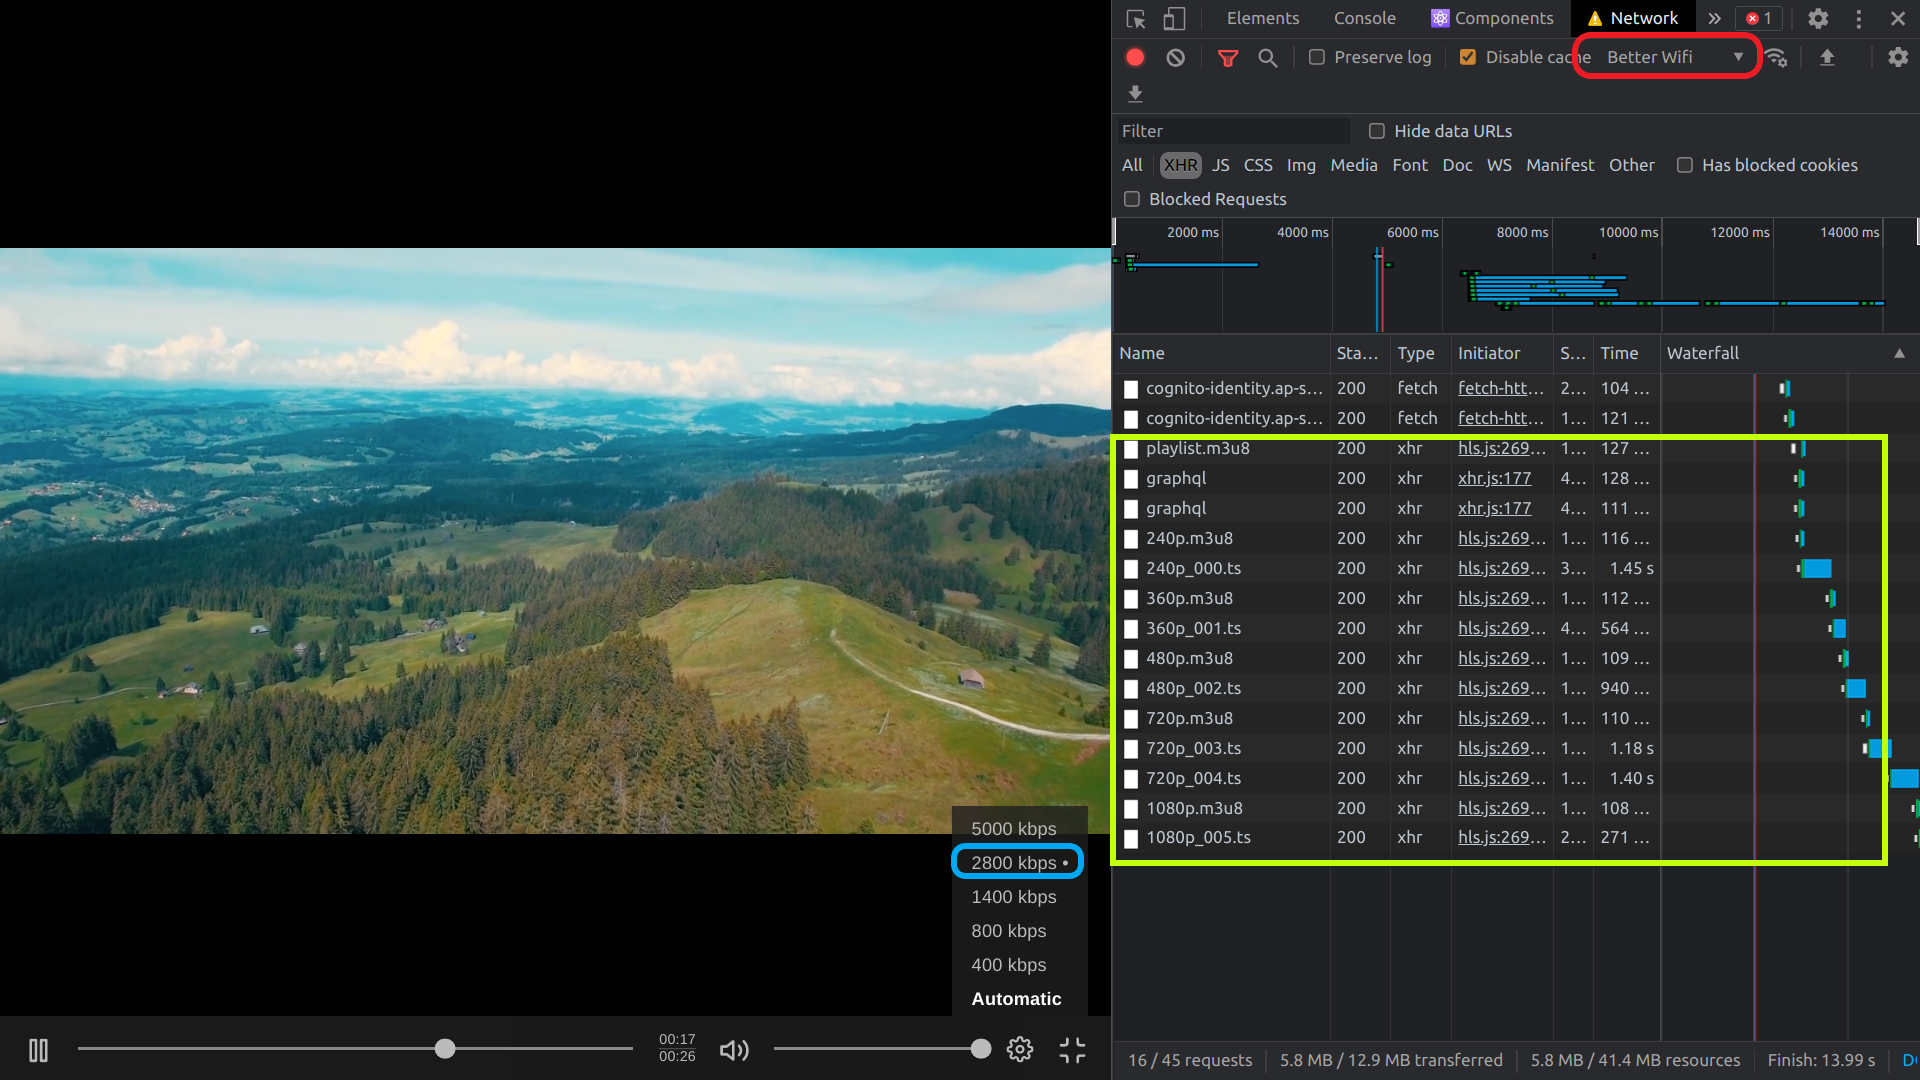 Elements Console Components Network 1
Preserve log Disable cache Better Wifi
Filter Hide data URLs
All XHR JS CSS Img Media Font Doc WS Manifest Other Has blocked cookies
Blocked Requests
2000 ms 4000 ms 6000 ms 8000 ms 10000 ms 12000 ms 14000 ms
Name Sta... Type Initiator S... Time Waterfall
cognito-identity.ap-s... 200 fetch fetch-htt... 2... 104 ...
cognito-identity.ap-s... 200 fetch fetch-htt... 1... 121 ...
playlist.m3u8 200 xhr hls.js:269... 1... 127 ...
graphql 200 xhr xhr.js:177 4... 128 ...
graphql 200 xhr xhr.js:177 4... 111 ...
240p.m3u8 200 xhr hls.js:269... 1... 116 ...
240p_000.ts 200 xhr hls.js:269... 3... 1.45 s
360p.m3u8 200 xhr hls.js:269... 1... 112 ...
360p_001.ts 200 xhr hls.js:269... 4... 564 ...
480p.m3u8 200 xhr hls.js:269... 1... 109 ...
480p_002.ts 200 xhr hls.js:269... 1... 940 ...
720p.m3u8 200 xhr hls.js:269... 1... 110 ...
720p_003.ts 200 xhr hls.js:269... 1... 1.18 s
720p_004.ts 200 xhr hls.js:269... 1... 1.40 s
1080p.m3u8 200 xhr hls.js:269... 1... 108 ...
1080p_005.ts 200 xhr hls.js:269... 2... 271 ...
5000 kbps
2800 kbps •
1400 kbps
800 kbps
400 kbps
Automatic
00:17
00:26
16 / 45 requests 5.8 MB / 12.9 MB transferred 5.8 MB / 41.4 MB resources Finish: 13.99 s